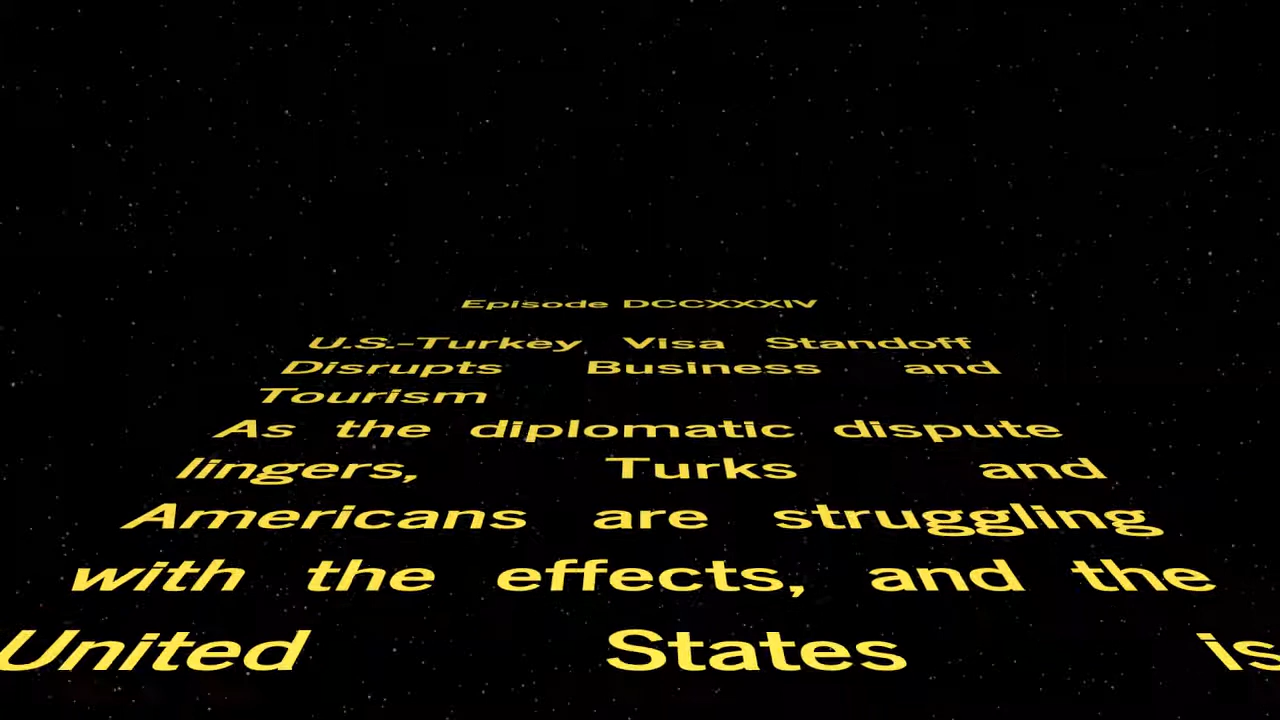 Episode DCCXXXIV
U.S.-Turkey Visa Standoff
Disrupts Business and
Tourism
As the diplomatic dispute
lingers, Turks and
Americans are struggling
with the effects, and the
United States is